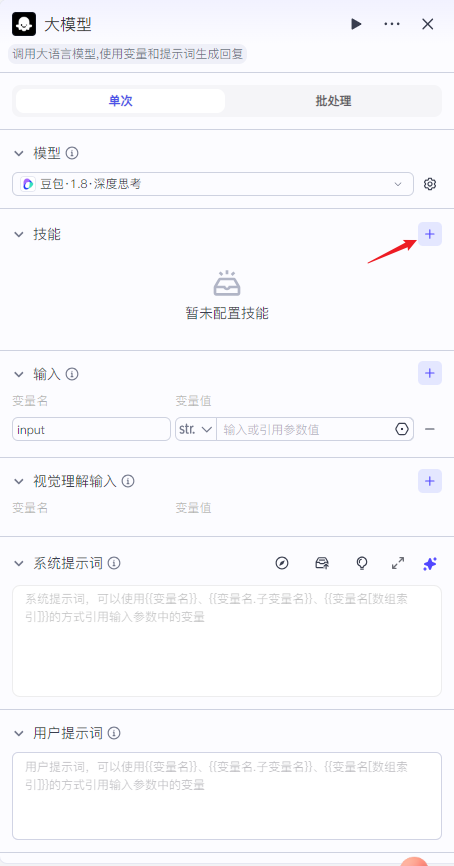 大模型
调用大语言模型,使用变量和提示词生成回复
单次 批处理
模型
豆包·1.8·深度思考
技能
暂未配置技能
输入
变量名 变量值
input str. 输入或引用参数值
视觉理解输入
变量名 变量值
系统提示词
系统提示词，可以使用{{变量名}}、{{变量名.子变量名}}、{{变量名[数组索
引]}}的方式引用输入参数中的变量
用户提示词
用户提示词，可以使用{{变量名}}、{{变量名.子变量名}}、{{变量名[数组索
引]}}的方式引用输入参数中的变量